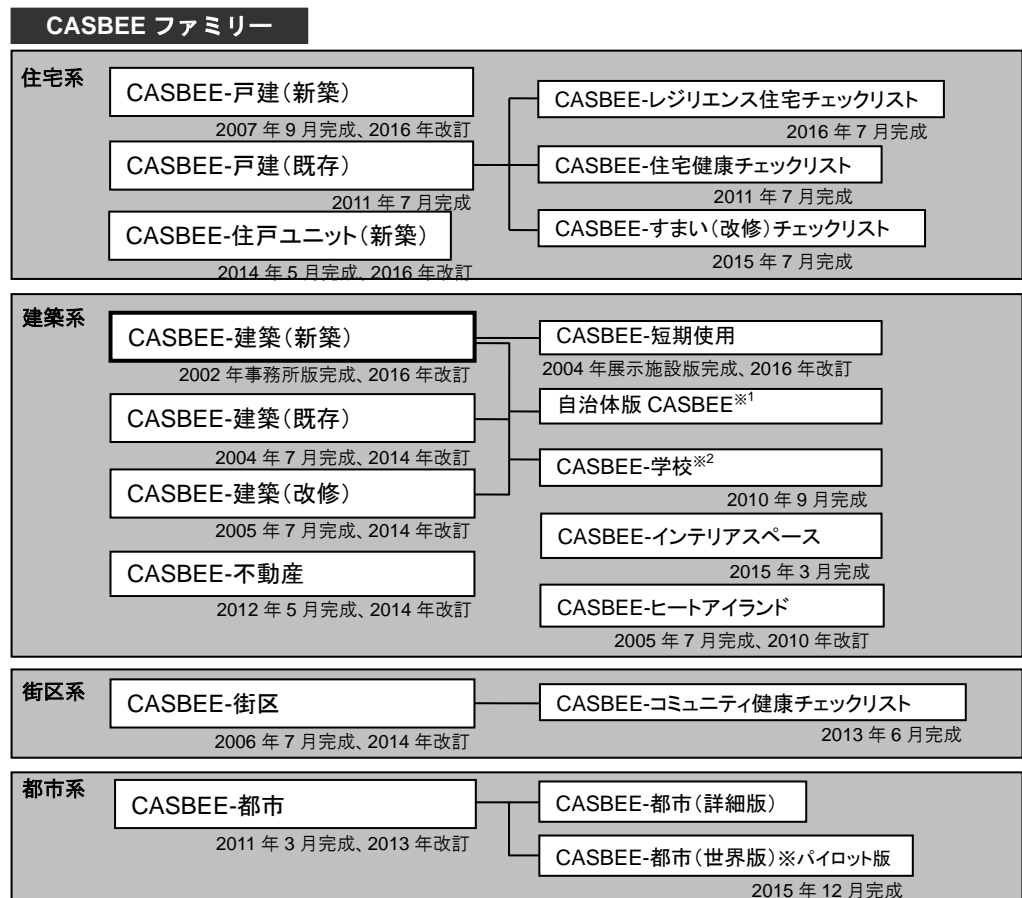 CASBEE ファミリー
住宅系
CASBEE-戸建(新築)
2007 年 9 月完成、2016 年改訂
CASBEE-戸建(既存)
2011 年 7 月完成
CASBEE-住戸ユニット(新築)
2014 年 5 月完成、2016 年改訂
CASBEE-レジリエンス住宅チェックリスト
2016 年 7 月完成
CASBEE-住宅健康チェックリスト
2011 年 7 月完成
CASBEE-すまい(改修)チェックリスト
2015 年 7 月完成
建築系
CASBEE-建築(新築)
2002 年事務所版完成、2016 年改訂
CASBEE-建築(既存)
2004 年 7 月完成、2014 年改訂
CASBEE-建築(改修)
2005 年 7 月完成、2014 年改訂
CASBEE-不動産
2012 年 5 月完成、2014 年改訂
CASBEE-短期使用
2004 年展示施設版完成、2016 年改訂
自治体版 CASBEE※1
CASBEE-学校※2
2010 年 9 月完成
CASBEE-インテリアスペース
2015 年 3 月完成
CASBEE-ヒートアイランド
2005 年 7 月完成、2010 年改訂
街区系
CASBEE-街区
2006 年 7 月完成、2014 年改訂
CASBEE-コミュニティ健康チェックリスト
2013 年 6 月完成
都市系
CASBEE-都市
2011 年 3 月完成、2013 年改訂
CASBEE-都市(詳細版)
CASBEE-都市(世界版)※パイロット版
2015 年 12 月完成